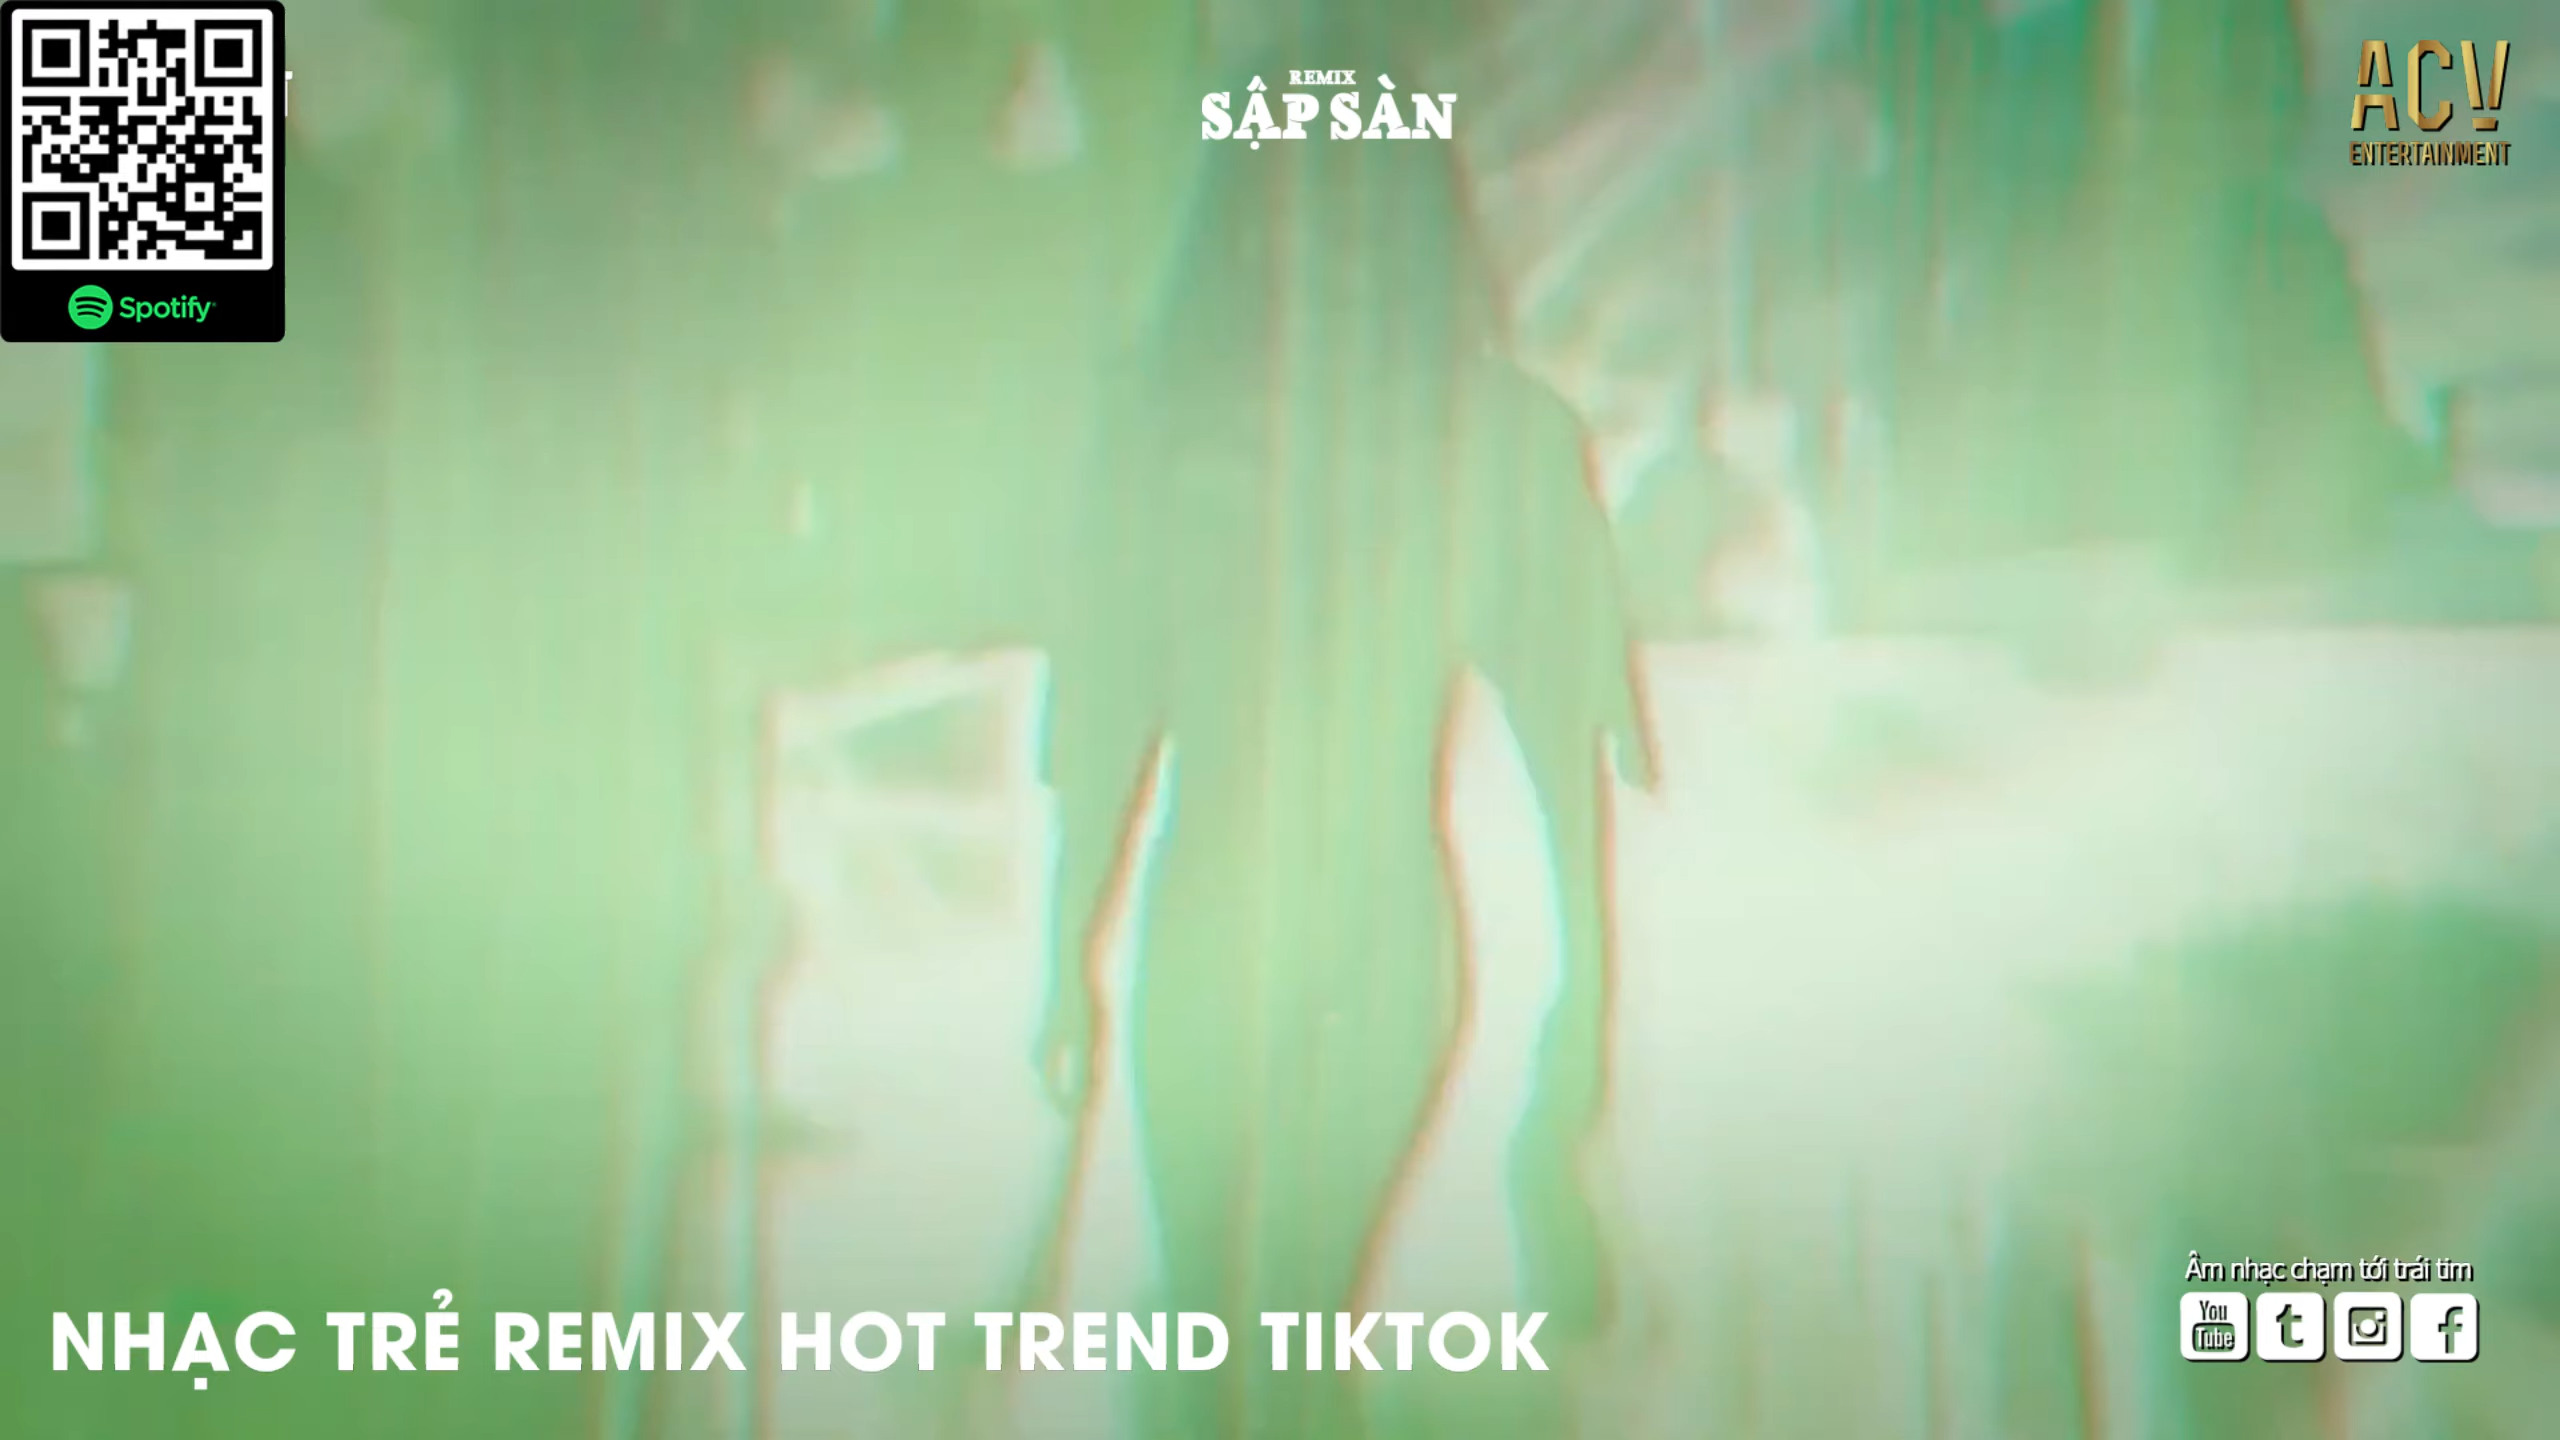 REMIX
SẬP SÀN
ACV
ENTERTAINMENT
Spotify
Âm nhạc chạm tới trái tim
You
Tube
NHẠC TRẺ REMIX HOT TREND TIKTOK